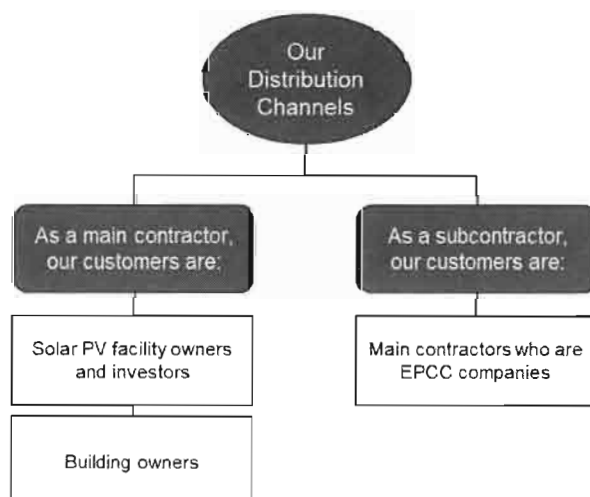 Our
Distribution
Channels
As a main contractor,
our customers are:
As a subcontractor,
our customers are:
Solar PV facility owners
and investors
Main contractors who are
EPCC companies
Building owners